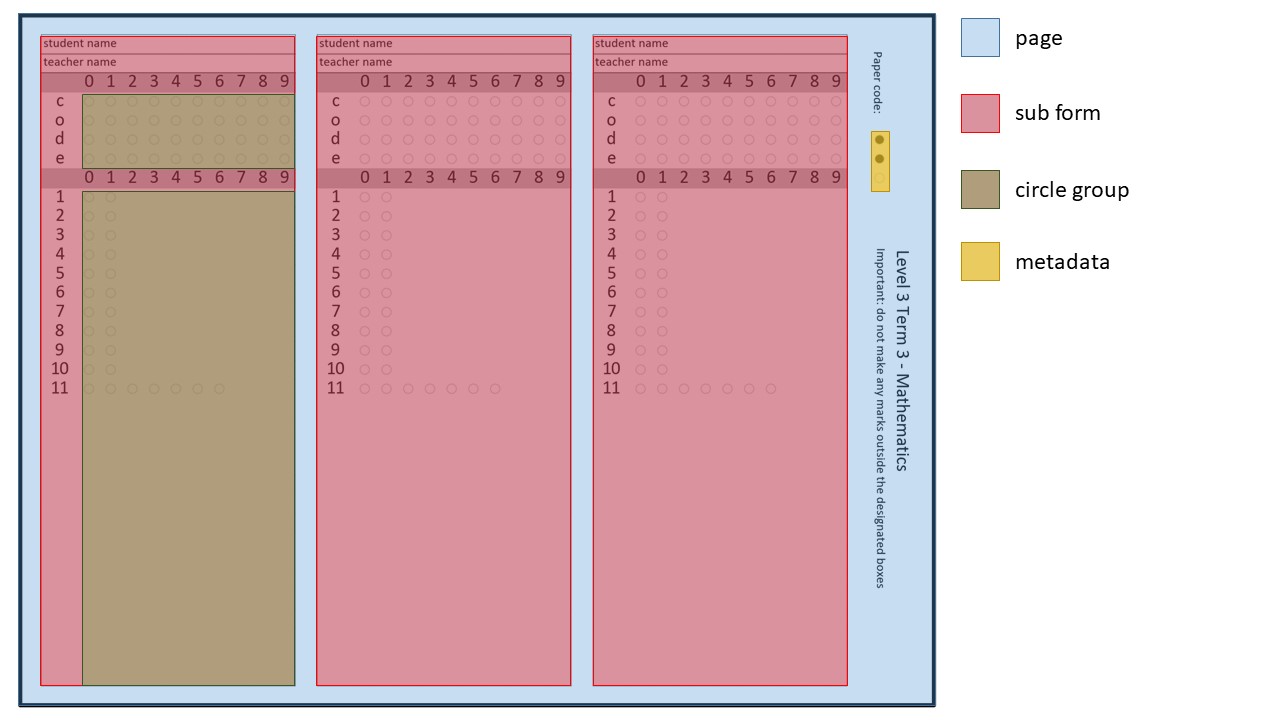 student name
teacher name
0 1 2 3 4 5 6 7 8 9
c
o
d
e
0 1 2 3 4 5 6 7 8 9
1
2
3
4
5
6
7
8
9
10
11
student name
teacher name
0 1 2 3 4 5 6 7 8 9
c
o
d
e
0 1 2 3 4 5 6 7 8 9
1
2
3
4
5
6
7
8
9
10
11
student name
teacher name
0 1 2 3 4 5 6 7 8 9
c
o
d
e
0 1 2 3 4 5 6 7 8 9
1
2
3
4
5
6
7
8
9
10
11
Paper code:
Level 3 Term 3 - Mathematics
Important: do not make any marks outside the designated boxes
page
sub form
circle group
metadata